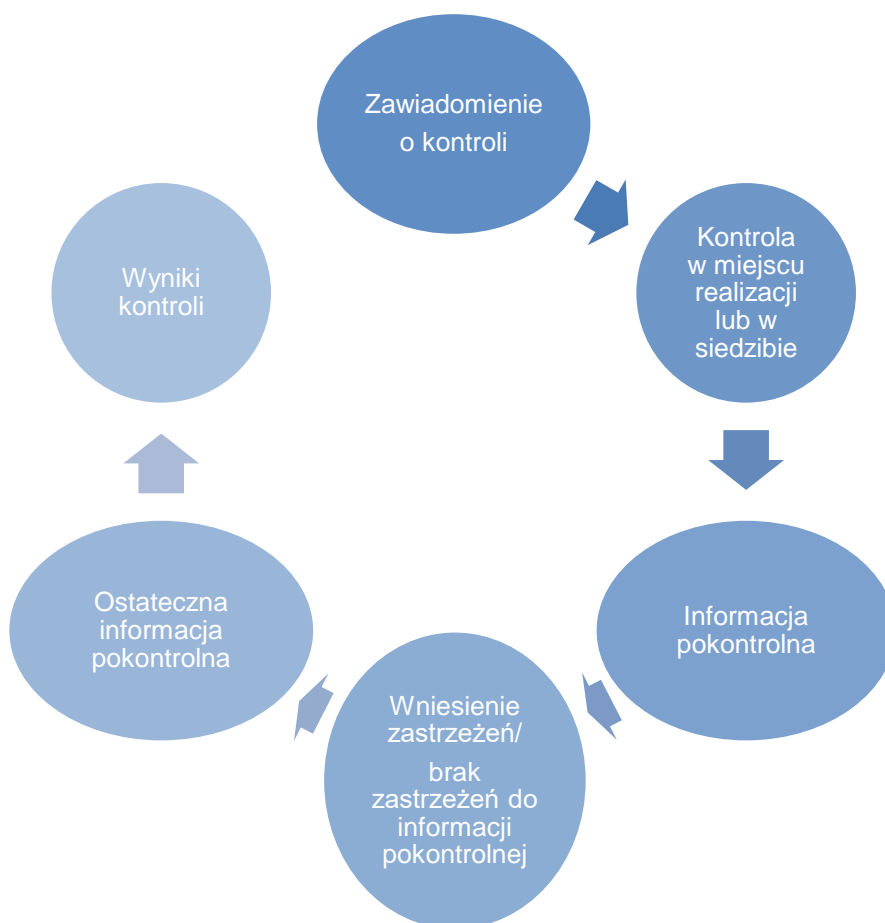 Zawiadomienie
o kontroli
Kontrola
w miejscu
realizacji
lub w
siedzibie
Informacja
pokontrolna
Wniesienie
zastrzeżeń/
brak
zastrzeżeń do
informacji
pokontrolnej
Ostateczna
informacja
pokontrolna
Wyniki
kontroli